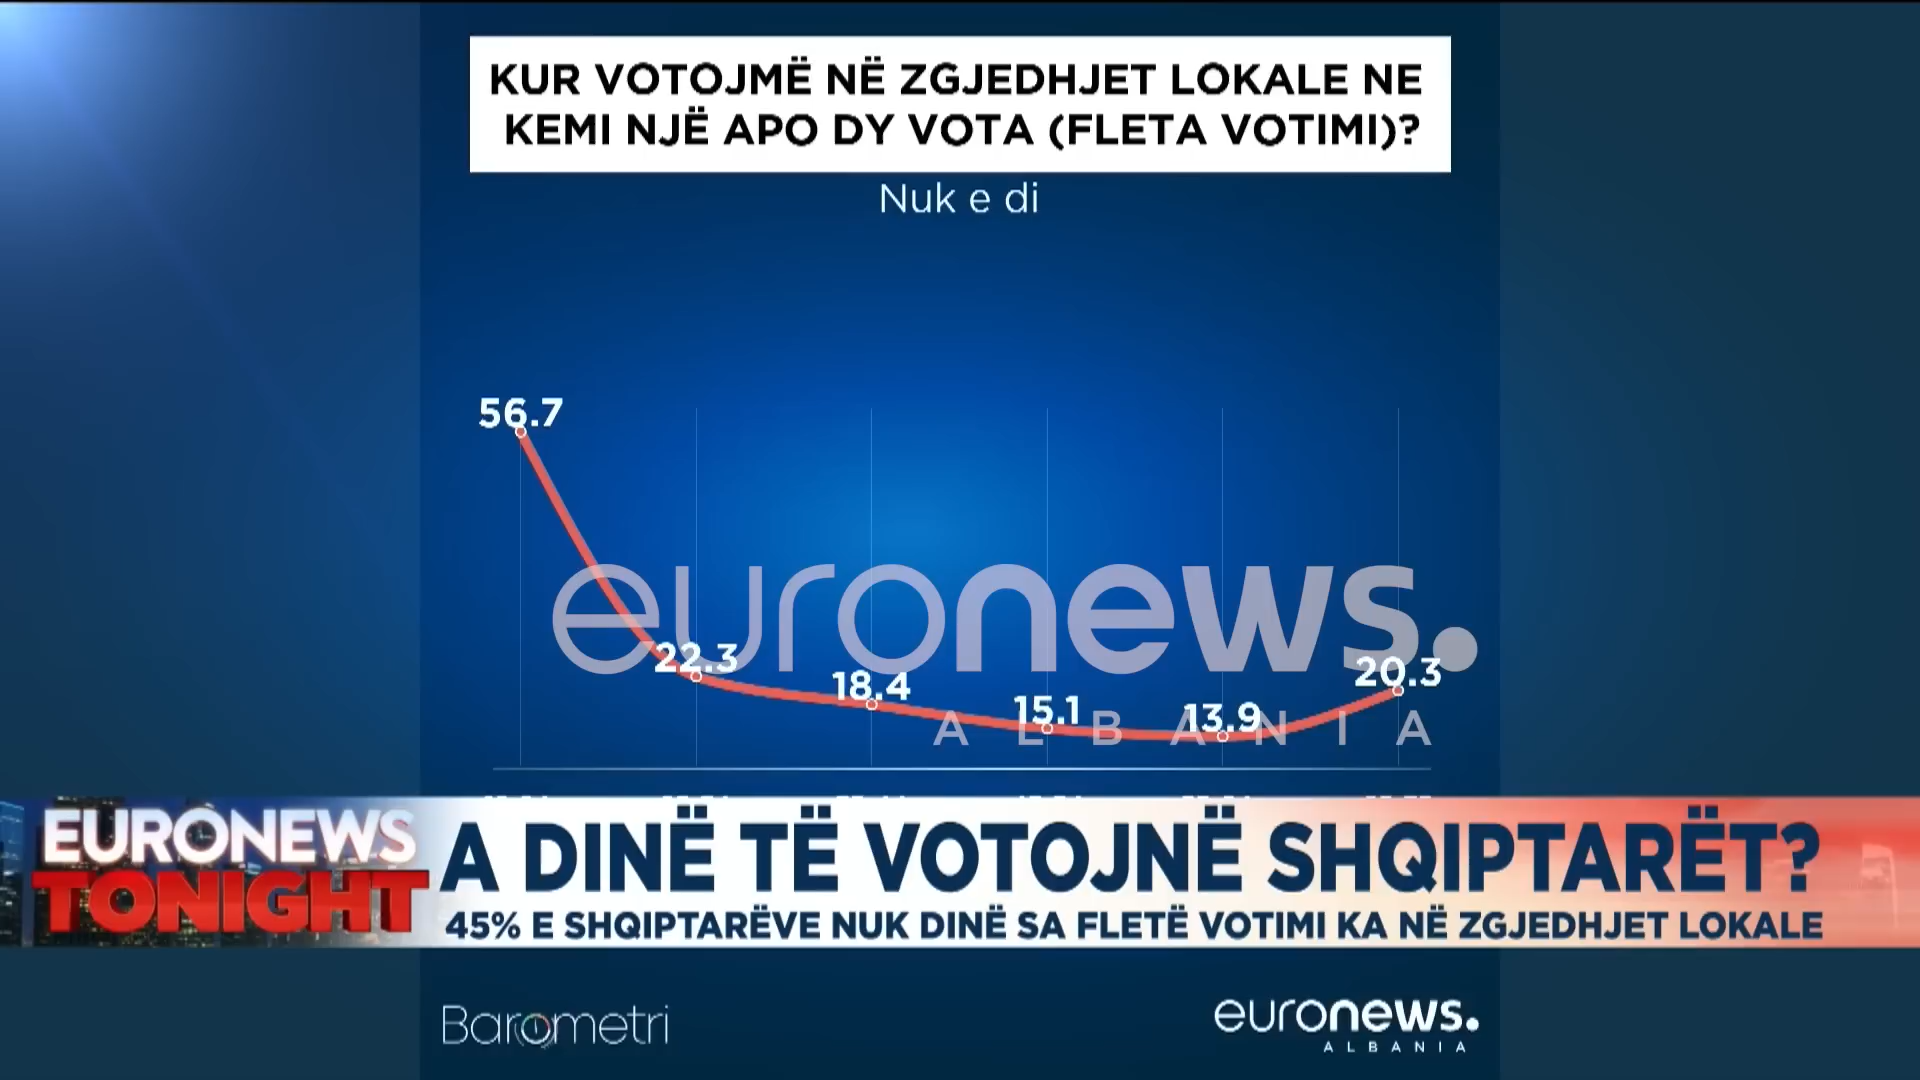 KUR VOTOJMË NË ZGJEDHJET LOKALE NE
KEMI NJË APO DY VOTA (FLETA VOTIMI)?
Nuk e di
56.7
22.3
18.4
15.1
13.9
20.3
euronews.
ALBANIA
EURONEWS
TONIGHT
A DINË TË VOTOJNË SHQIPTARËT?
45% E SHQIPTARËVE NUK DINË SA FLETË VOTIMI KA NË ZGJEDHJET LOKALE
Barometri
euronews.
ALBANIA